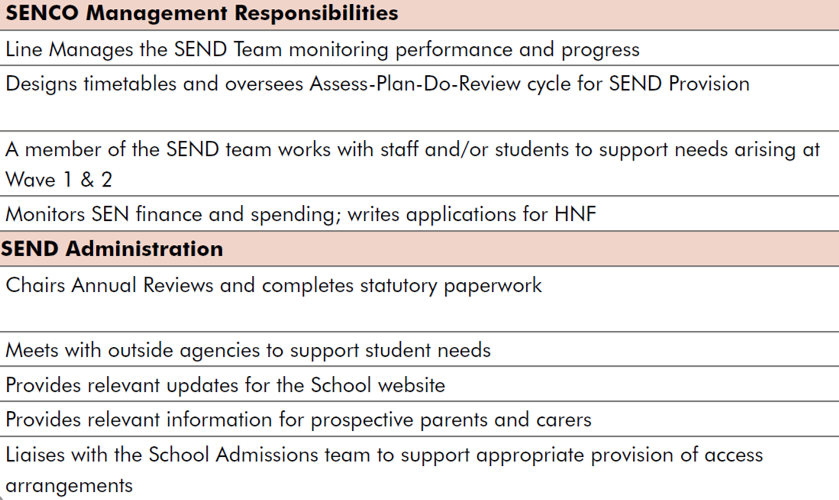 SENCO Management Responsibilities
Line Manages the SEND Team monitoring performance and progress
Designs timetables and oversees Assess-Plan-Do-Review cycle for SEND Provision
A member of the SEND team works with staff and/or students to support needs arising at
Wave 1 & 2
Monitors SEN finance and spending; writes applications for HNF
SEND Administration
Chairs Annual Reviews and completes statutory paperwork
Meets with outside agencies to support student needs
Provides relevant updates for the School website
Provides relevant information for prospective parents and carers
Liaises with the School Admissions team to support appropriate provision of access
arrangements